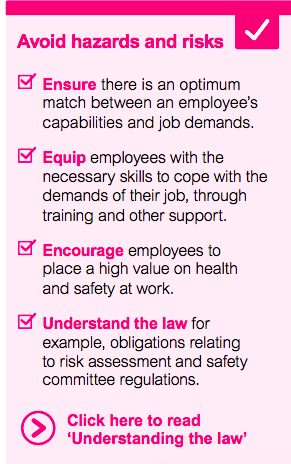 Avoid hazards and risks
Ensure there is an optimum
match between an employee's
capabilities and job demands.
Equip employees with the
necessary skills to cope with the
demands of their job, through
training and other support.
Encourage employees to
place a high value on health
and safety at work.
Understand the law for
example, obligations relating
to risk assessment and safety
committee regulations.
Click here to read
‘Understanding the law’